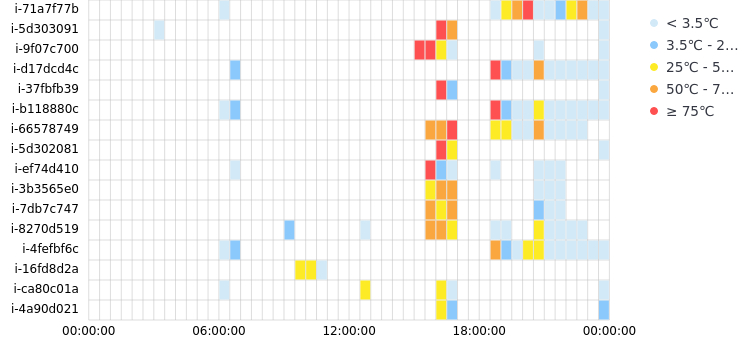 i-71a7f77b
i-5d303091
i-9f07c700
i-d17dcd4c
i-37fbfb39
i-b118880c
i-66578749
i-5d302081
i-ef74d410
i-3b3565e0
i-7db7c747
i-8270d519
i-4fefbf6c
i-16fd8d2a
i-ca80c01a
i-4a90d021
00:00:00 06:00:00 12:00:00 18:00:00 00:00:00
< 3.5℃
3.5℃ - 2...
25℃ - 5...
50℃ - 7...
≥ 75℃